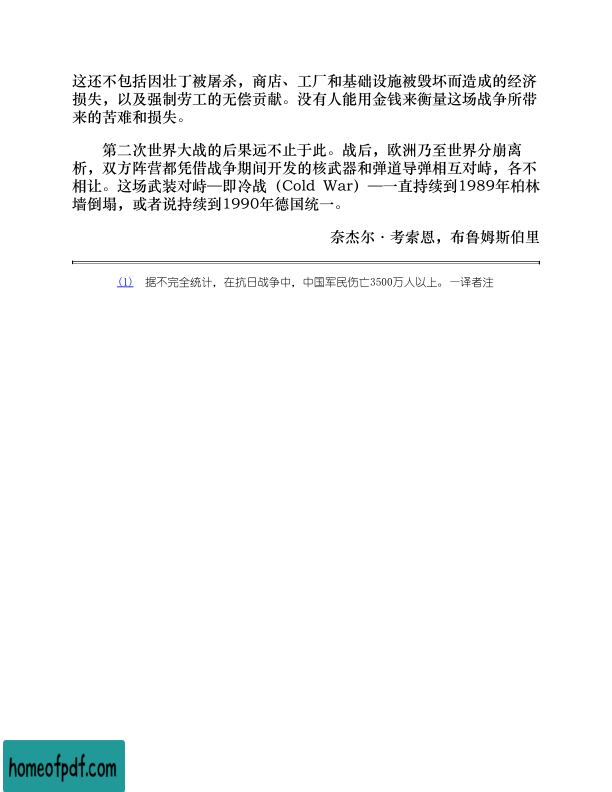 这还不包括因壮丁被屠杀，商店、工厂和基础设施被毁坏而造成的经济
损失，以及强制劳工的无偿贡献。没有人能用金钱来衡量这场战争所带
来的苦难和损失。
第二次世界大战的后果远不止于此。战后，欧洲乃至世界分崩离
析，双方阵营都凭借战争期间开发的核武器和弹道导弹相互对峙，各不
相让。这场武装对峙—即冷战（Cold War）—一直持续到1989年柏林
墙倒塌，或者说持续到1990年德国统一。
奈杰尔·考索恩，布鲁姆斯伯里
(1) 据不完全统计，在抗日战争中，中国军民伤亡3500万人以上。—译者注
homeofpdf.com